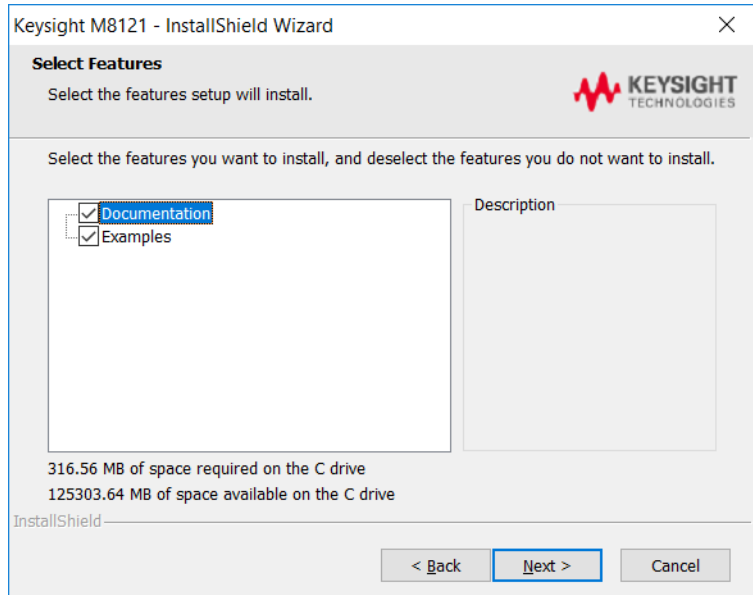 Keysight M8121 - InstallShield Wizard
Select Features
Select the features setup will install.
KEYSIGHT
TECHNOLOGIES
Select the features you want to install, and deselect the features you do not want to install.
Documentation
Examples
Description
316.56 MB of space required on the C drive
125303.64 MB of space available on the C drive
InstallShield
< Back
Next >
Cancel